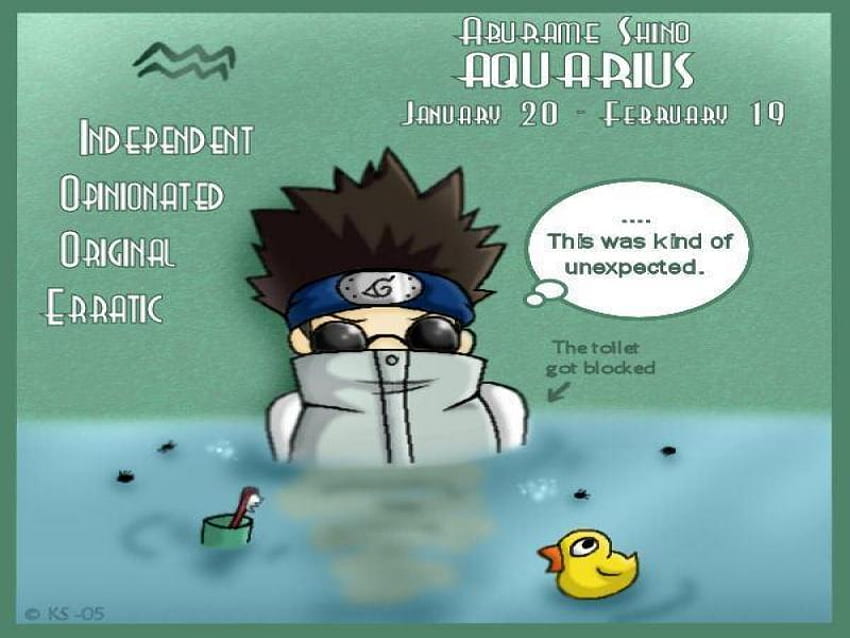 Aburame Shino
AQUARIUS
January 20 - February 19
Independent
Opinionated
Original
Erratic
....
This was kind of
unexpected.
The toilet
got blocked
© KS -05